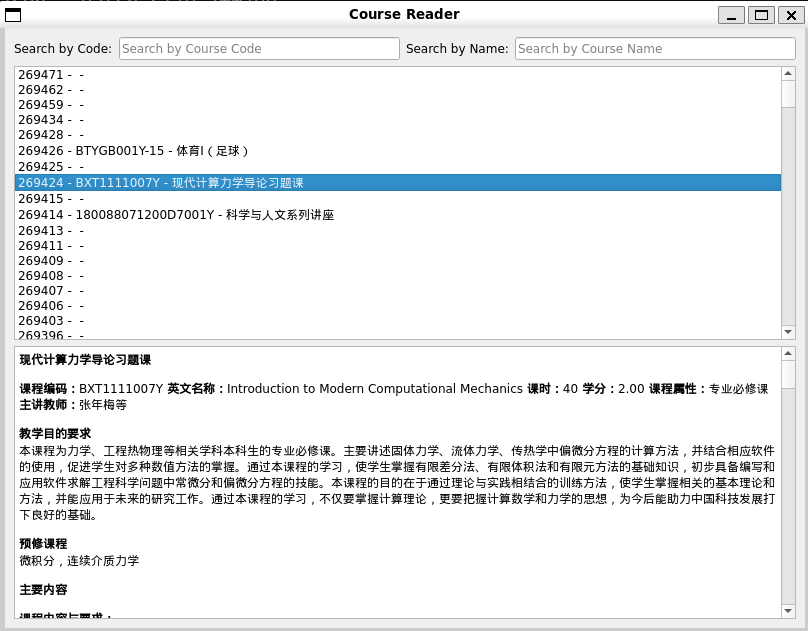 Course Reader
Search by Code: Search by Course Code Search by Name: Search by Course Name
269471 - -
269462 - -
269459 - -
269434 - -
269428 - -
269426 - BTYGB001Y-15 - 体育I（足球）
269425 - -
269424 - BXT1111007Y - 现代计算力学导论习题课
269415 - -
269414 - 180088071200D7001Y - 科学与人文系列讲座
269413 - -
269411 - -
269409 - -
269408 - -
269407 - -
269406 - -
269403 - -
269396 - -
现代计算力学导论习题课
课程编码：BXT1111007Y 英文名称：Introduction to Modern Computational Mechanics 课时：40 学分：2.00 课程属性：专业必修课
主讲教师：张年梅等
教学目的要求
本课程为力学、工程热物理等相关学科本科生的专业必修课。主要讲述固体力学、流体力学、传热学中偏微分方程的计算方法，并结合相应软件
的使用，促进学生对多种数值方法的掌握。通过本课程的学习，使学生掌握有限差分法、有限体积法和有限元方法的基础知识，初步具备编写和
应用软件求解工程科学问题中常微分和偏微分方程的技能。本课程的目的在于通过理论与实践相结合的训练方法，使学生掌握相关的基本理论和
方法，并能应用于未来的研究工作。通过本课程的学习，不仅要掌握计算理论，更要把握计算数学和力学的思想，为今后能助力中国科技发展打
下良好的基础。
预修课程
微积分，连续介质力学
主要内容
课程内容与要求：